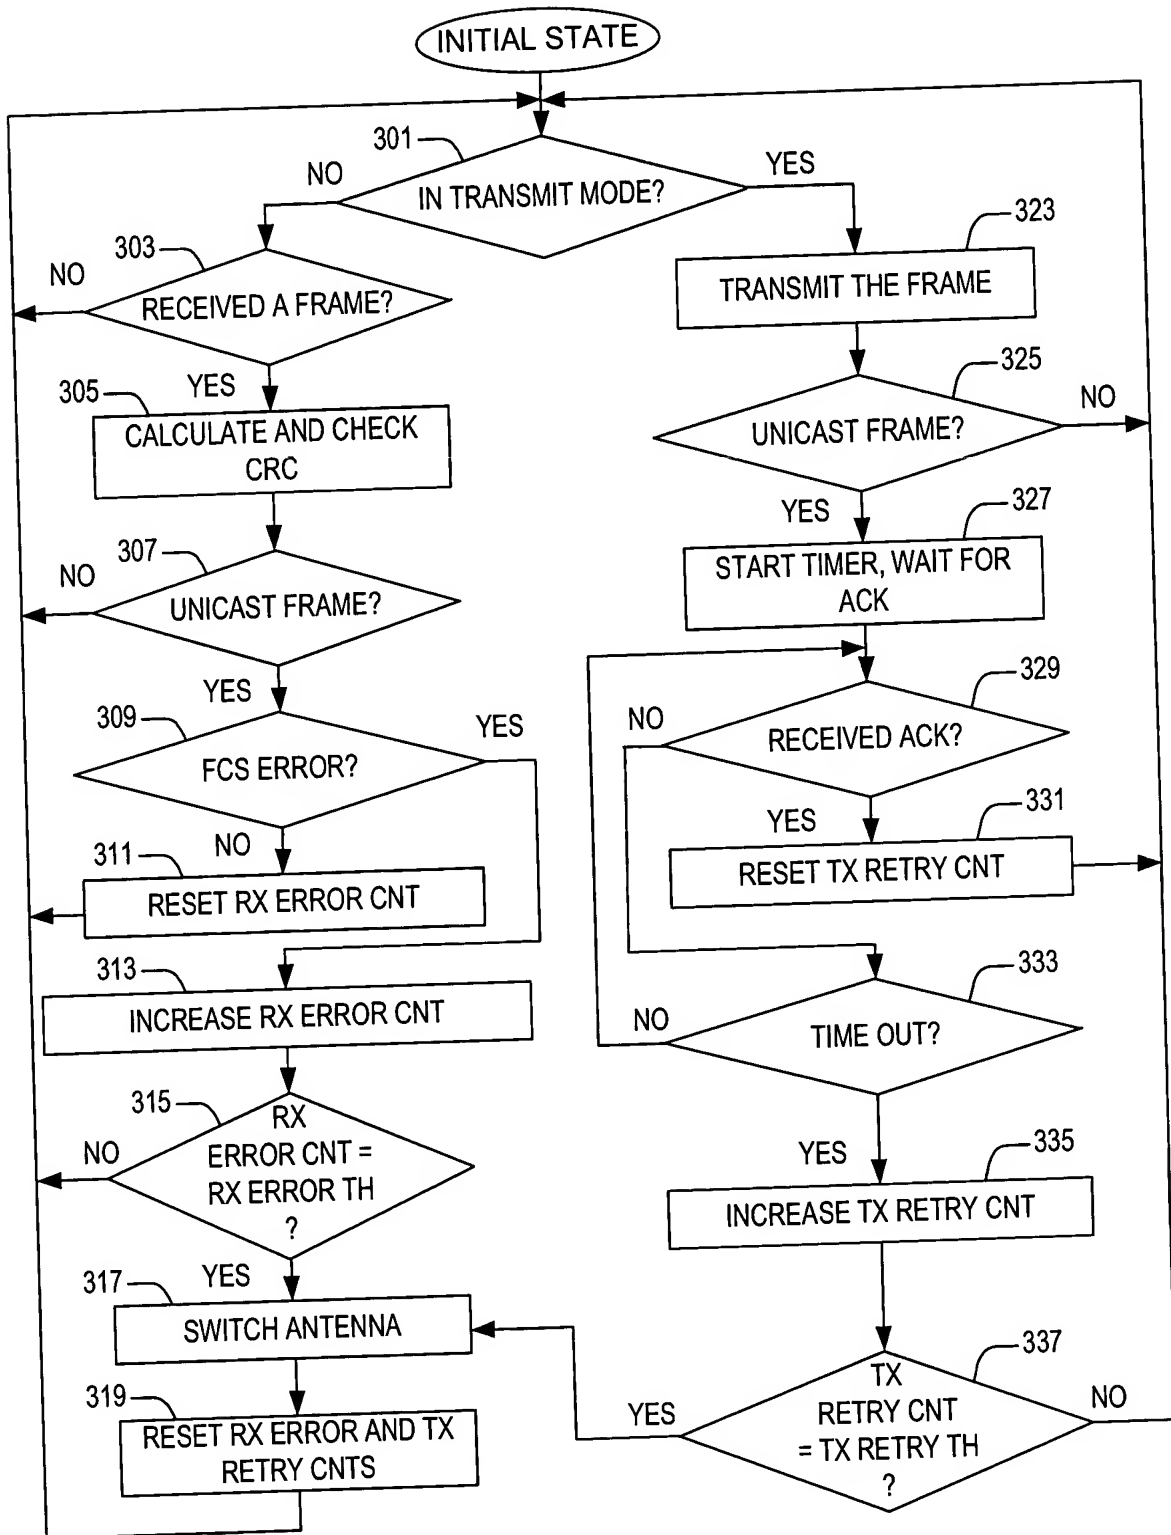 INITIAL STATE
301
NO
IN TRANSMIT MODE?
YES
303
NO
RECEIVED A FRAME?
YES
305
CALCULATE AND CHECK
CRC
307
NO
UNICAST FRAME?
YES
309
YES
FCS ERROR?
NO
311
RESET RX ERROR CNT
313
INCREASE RX ERROR CNT
315
NO
RX
ERROR CNT =
RX ERROR TH
?
YES
317
SWITCH ANTENNA
319
RESET RX ERROR AND TX
RETRY CNTS
323
TRANSMIT THE FRAME
325
NO
UNICAST FRAME?
YES
327
START TIMER, WAIT FOR
ACK
329
NO
RECEIVED ACK?
YES
331
RESET TX RETRY CNT
333
NO
TIME OUT?
YES
335
INCREASE TX RETRY CNT
337
YES
TX
RETRY CNT
= TX RETRY TH
?
NO